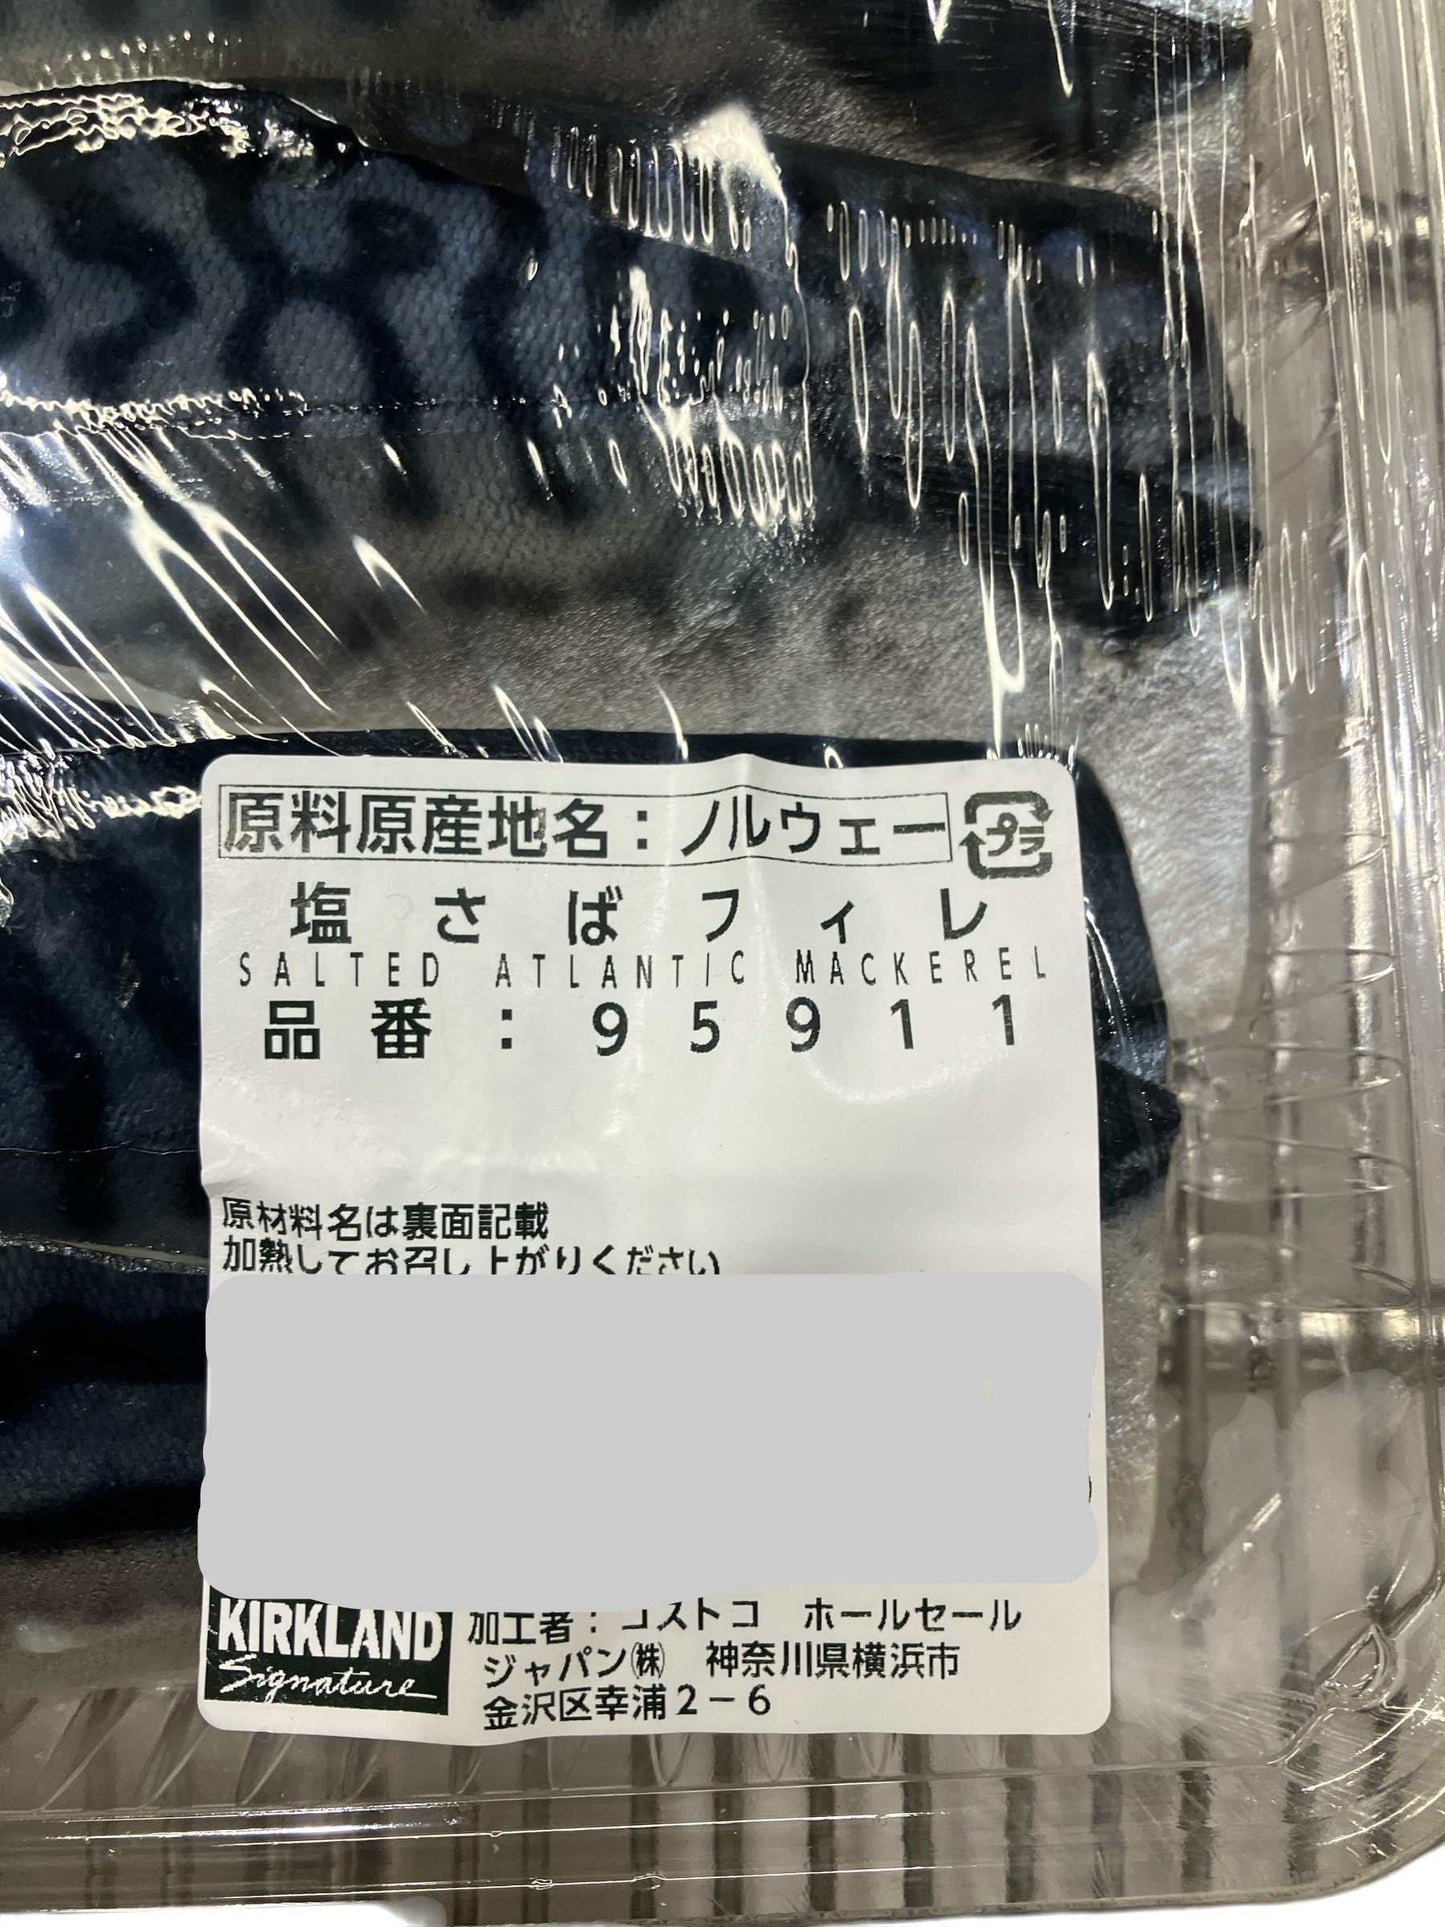 原料原産地名：ノルウェー
プラ
塩さばフィレ
SALTED ATLANTIC MACKEREL
品番：95911
原材料名は裏面記載
加熱してお召し上がりください
KIRKLAND
Signature
加工者：コストコ ホールセール
ジャパン㈱ 神奈川県横浜市
金沢区幸浦2－6